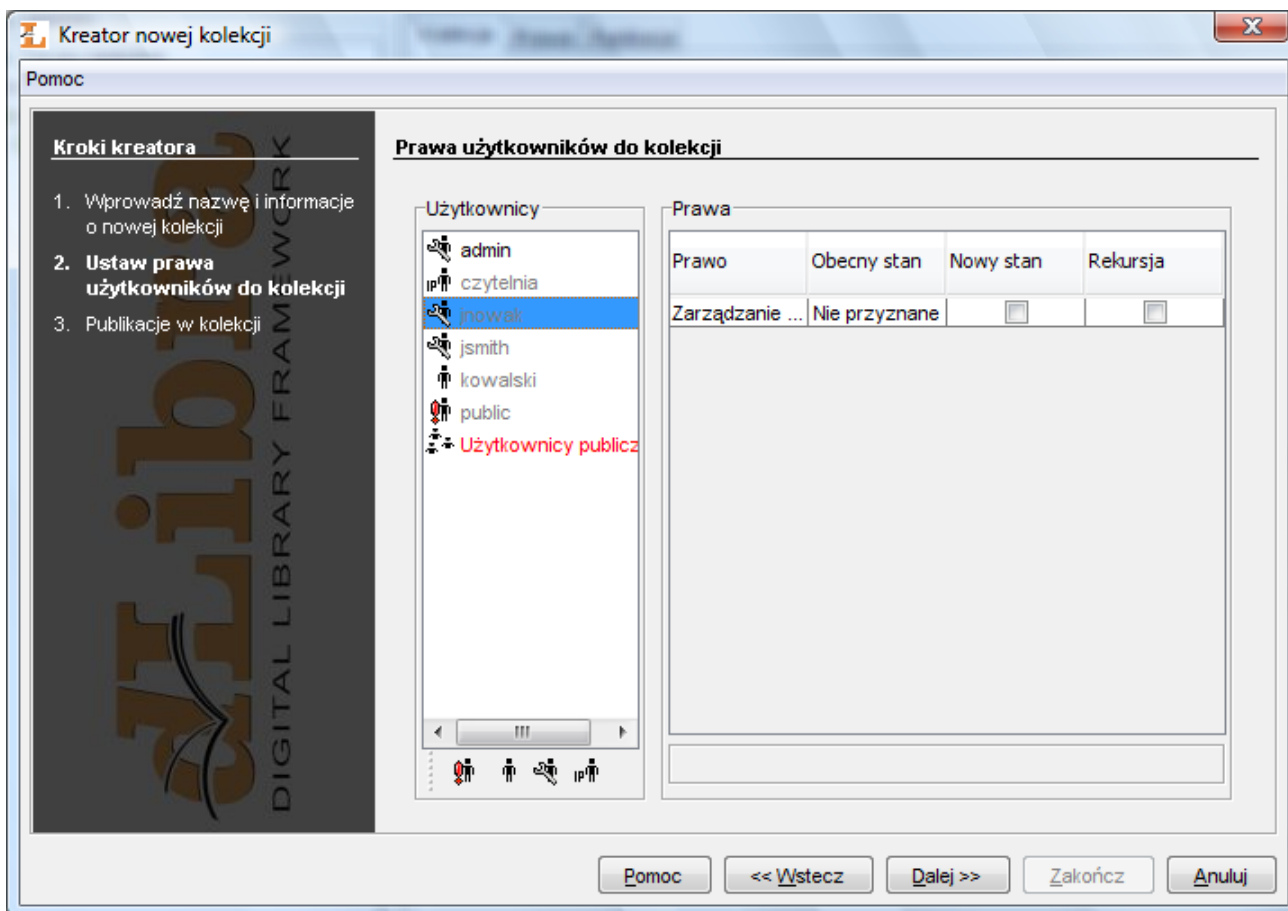 Kreator nowej kolekcji
Pomoc
Kroki kreatora
1. Wprowadź nazwę i informacje
o nowej kolekcji
2. Ustaw prawa
użytkowników do kolekcji
3. Publikacje w kolekcji
dLibra
DIGITAL LIBRARY FRAMEWORK
Prawa użytkowników do kolekcji
Użytkownicy
admin
IP czytelnia
jnowak
jsmith
kowalski
public
Użytkownicy publicz
IP
Prawa
Prawo Obecny stan Nowy stan Rekursja
Zarządzanie ... Nie przyznane
Pomoc << Wstecz Dalej >> Zakończ Anuluj